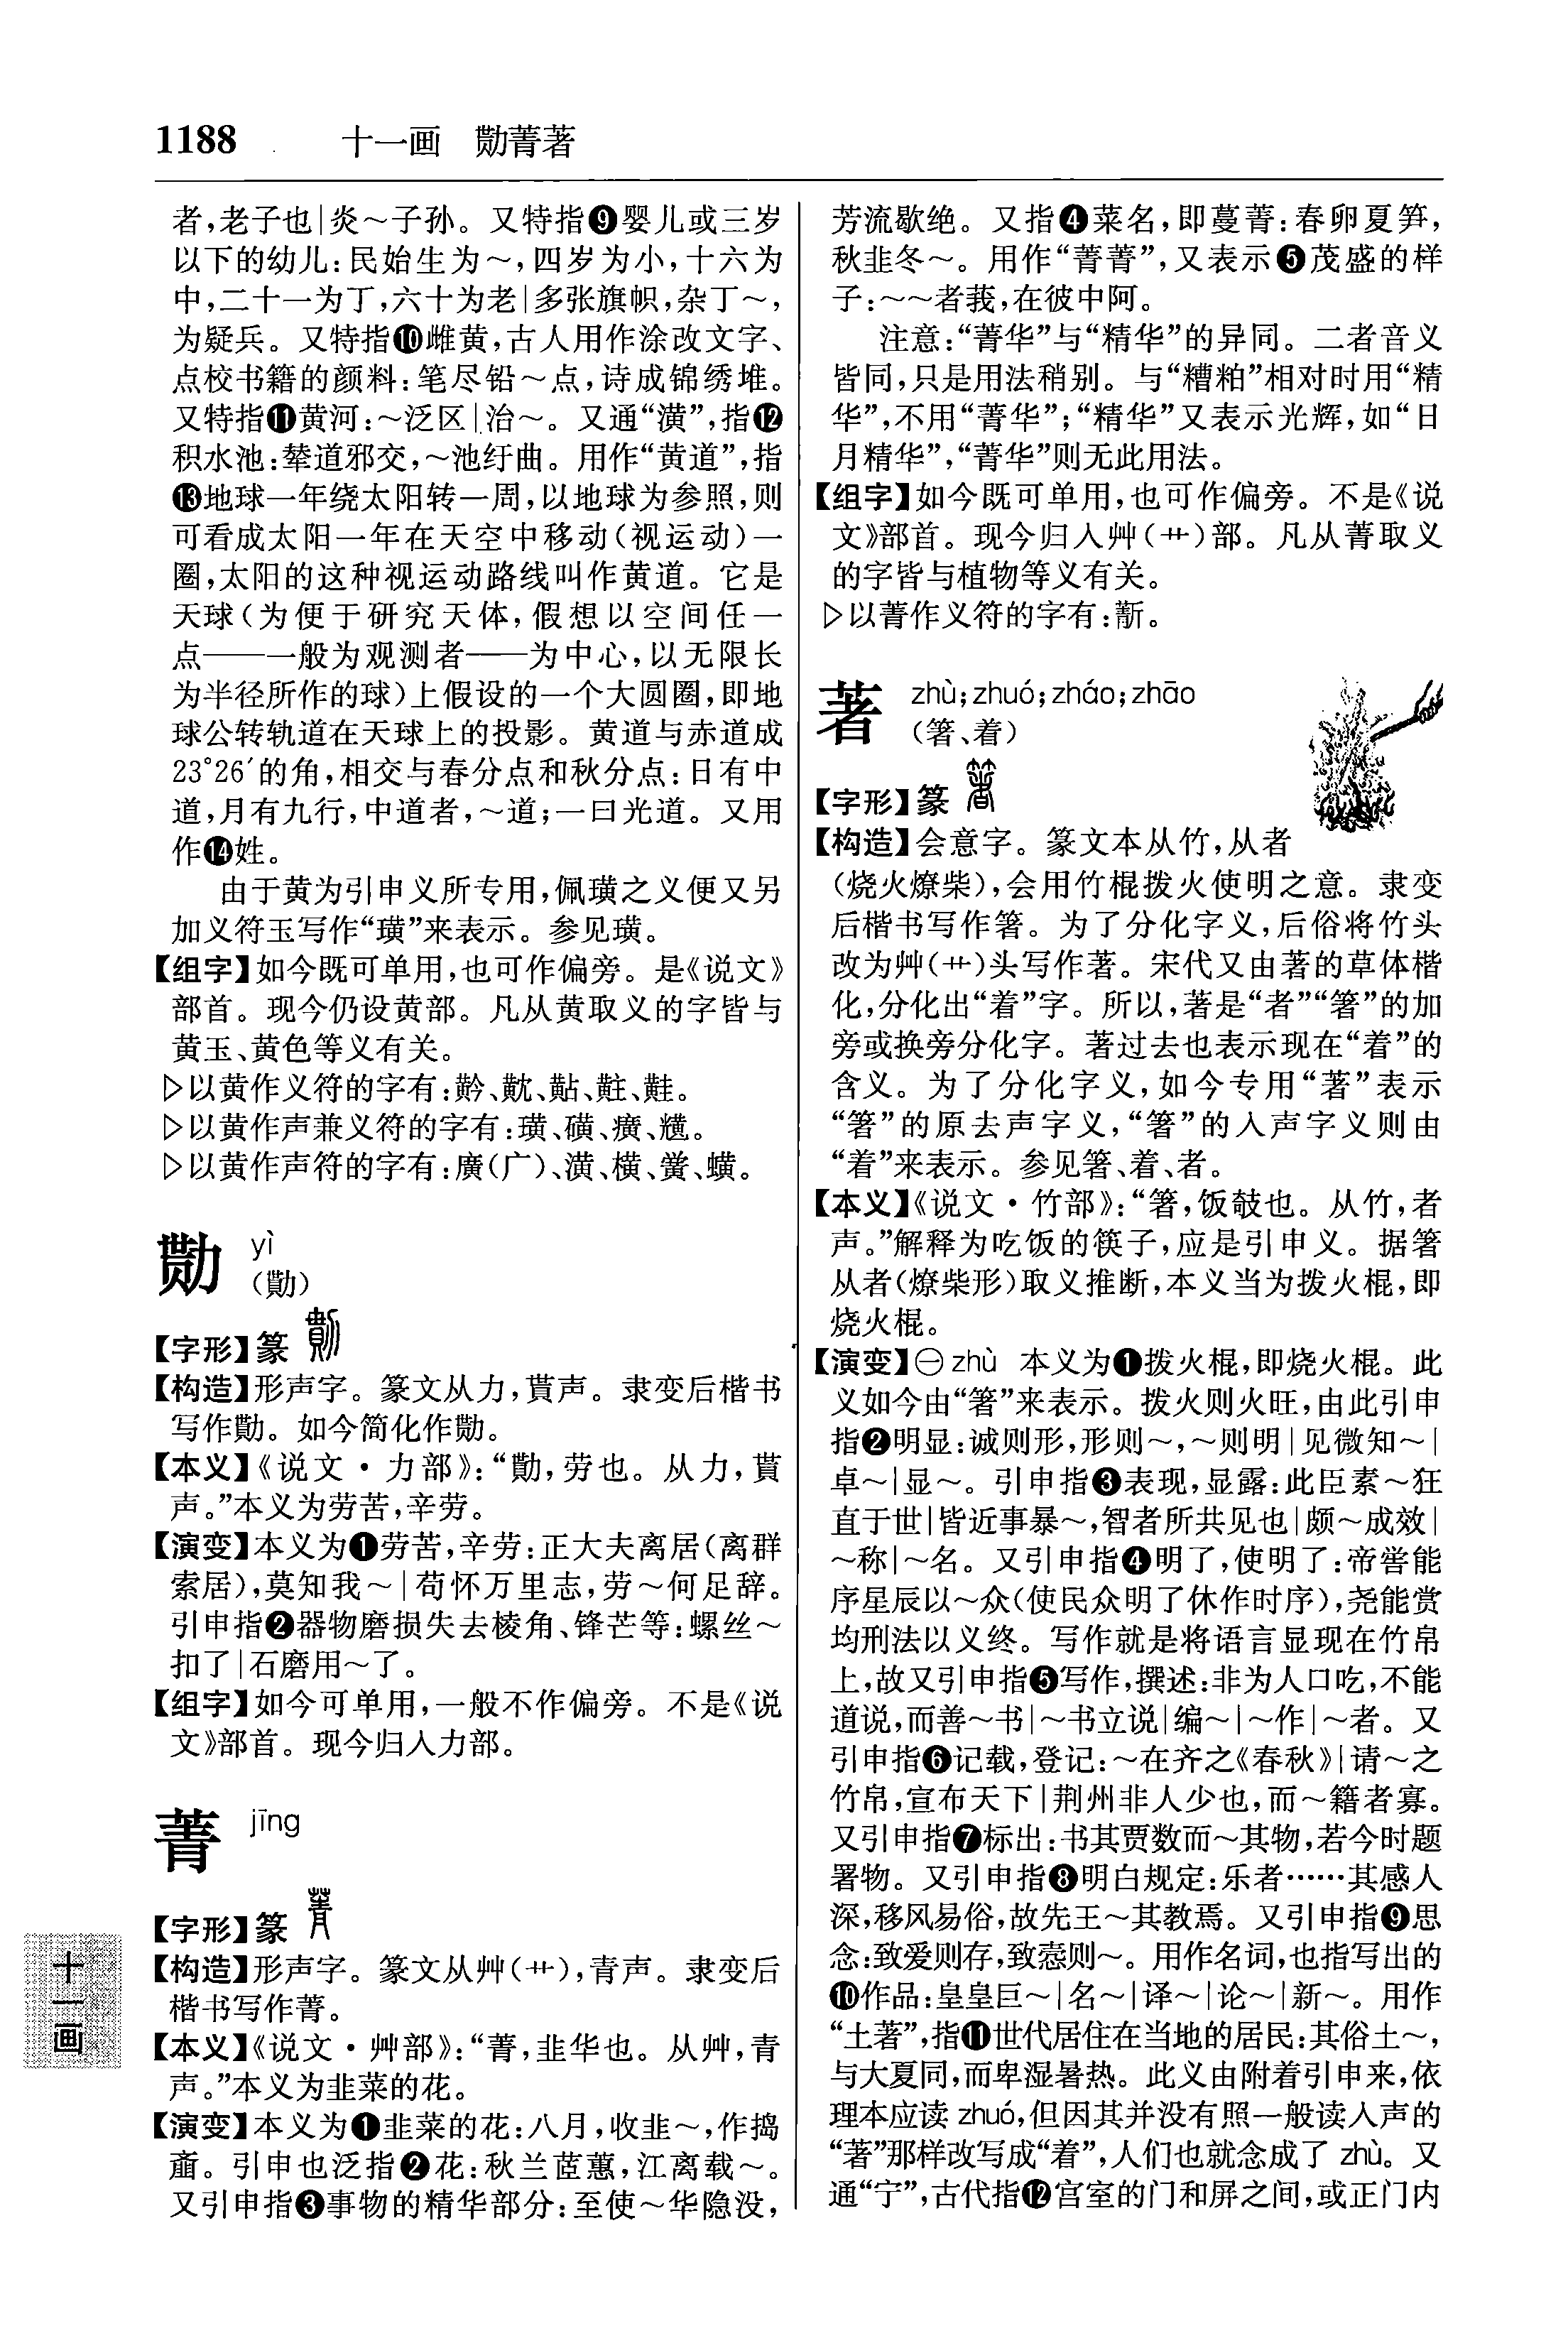 1188 十一画 勩菁著
者,老子也|炎～子孙。又特指❾婴儿或三岁
以下的幼儿:民始生为～,四岁为小,十六为
中,二十一为丁,六十为老|多张旗帜,杂丁～,
为疑兵。又特指❿雌黄,古人用作涂改文字、
点校书籍的颜料:笔尽铅～点,诗成锦绣堆。
又特指⓫黄河:～泛区|治～。又通“潢”,指⓬
积水池:辇道邪交,～池纡曲。用作“黄道”,指
⓭地球一年绕太阳转一周,以地球为参照,则
可看成太阳一年在天空中移动(视运动)一
圈,太阳的这种视运动路线叫作黄道。它是
天球(为便于研究天体,假想以空间任一
点——一般为观测者——为中心,以无限长
为半径所作的球)上假设的一个大圆圈,即地
球公转轨道在天球上的投影。黄道与赤道成
23°26′的角,相交与春分点和秋分点:日有中
道,月有九行,中道者,～道;一曰光道。又用
作⓮姓。
由于黄为引申义所专用,佩璜之义便又另
加义符玉写作“璜”来表示。参见璜。
【组字】如今既可单用,也可作偏旁。是《说文》
部首。现今仍设黄部。凡从黄取义的字皆与
黄玉、黄色等义有关。
▷以黄作义符的字有:黅、黆、黇、黈、黊。
▷以黄作声兼义符的字有:璜、磺、癀、䊗。
▷以黄作声符的字有:廣(广)、潢、横、黉、蟥。
勩 yì
(勩)
【字形】篆
【构造】形声字。篆文从力,貰声。隶变后楷书
写作勩。如今简化作勩。
【本义】《说文·力部》:“勩,劳也。从力,貰
声。”本义为劳苦,辛劳。
【演变】本义为❶劳苦,辛劳:正大夫离居(离群
索居),莫知我～|苟怀万里志,劳～何足辞。
引申指❷器物磨损失去棱角、锋芒等:螺丝～
扣了|石磨用～了。
【组字】如今可单用,一般不作偏旁。不是《说
文》部首。现今归入力部。
菁 jīng
【字形】篆
【构造】形声字。篆文从艸(艹),青声。隶变后
楷书写作菁。
【本义】《说文·艸部》:“菁,韭华也。从艸,青
声。”本义为韭菜的花。
【演变】本义为❶韭菜的花:八月,收韭～,作捣
齑。引申也泛指❷花:秋兰茝蕙,江离载～。
又引申指❸事物的精华部分:至使～华隐没,
十一画
芳流歇绝。又指❹菜名,即蔓菁:春卵夏笋,
秋韭冬～。用作“菁菁”,又表示❺茂盛的样
子:～～者莪,在彼中阿。
注意:“菁华”与“精华”的异同。二者音义
皆同,只是用法稍别。与“糟粕”相对时用“精
华”,不用“菁华”;“精华”又表示光辉,如“日
月精华”,“菁华”则无此用法。
【组字】如今既可单用,也可作偏旁。不是《说
文》部首。现今归入艸(艹)部。凡从菁取义
的字皆与植物等义有关。
▷以菁作义符的字有:。
著 zhù;zhuó;zháo;zhāo
(箸、着)
【字形】篆
【构造】会意字。篆文本从竹,从者
(烧火燎柴),会用竹棍拨火使明之意。隶变
后楷书写作箸。为了分化字义,后俗将竹头
改为艸(艹)头写作著。宋代又由著的草体楷
化,分化出“着”字。所以,著是“者”“箸”的加
旁或换旁分化字。著过去也表示现在“着”的
含义。为了分化字义,如今专用“著”表示
“箸”的原去声字义,“箸”的入声字义则由
“着”来表示。参见箸、着、者。
【本义】《说文·竹部》:“箸,饭攲也。从竹,者
声。”解释为吃饭的筷子,应是引申义。据箸
从者(燎柴形)取义推断,本义当为拨火棍,即
烧火棍。
【演变】㊀zhù 本义为❶拨火棍,即烧火棍。此
义如今由“箸”来表示。拨火则火旺,由此引申
指❷明显:诚则形,形则～,～则明|见微知～|
卓～|显～。引申指❸表现,显露:此臣素～狂
直于世|皆近事暴～,智者所共见也|颇～成效|
～称|～名。又引申指❹明了,使明了:帝喾能
序星辰以～众(使民众明了休作时序),尧能赏
均刑法以义终。写作就是将语言显现在竹帛
上,故又引申指❺写作,撰述:非为人口吃,不能
道说,而善～书|～书立说|编～|～作|～者。又
引申指❻记载,登记:～在齐之《春秋》|请～之
竹帛,宣布天下|荆州非人少也,而～籍者寡。
又引申指❼标出:书其贾数而～其物,若今时题
署物。又引申指❽明白规定:乐者……其感人
深,移风易俗,故先王～其教焉。又引申指❾思
念:致爱则存,致悫则～。用作名词,也指写出的
❿作品:皇皇巨～|名～|译～|论～|新～。用作
“土著”,指⓫世代居住在当地的居民:其俗土～,
与大夏同,而卑湿暑热。此义由附着引申来,依
理本应读 zhuó,但因其并没有照一般读入声的
“著”那样改写成“着”,人们也就念成了 zhù。又
通“宁”,古代指⓬宫室的门和屏之间,或正门内